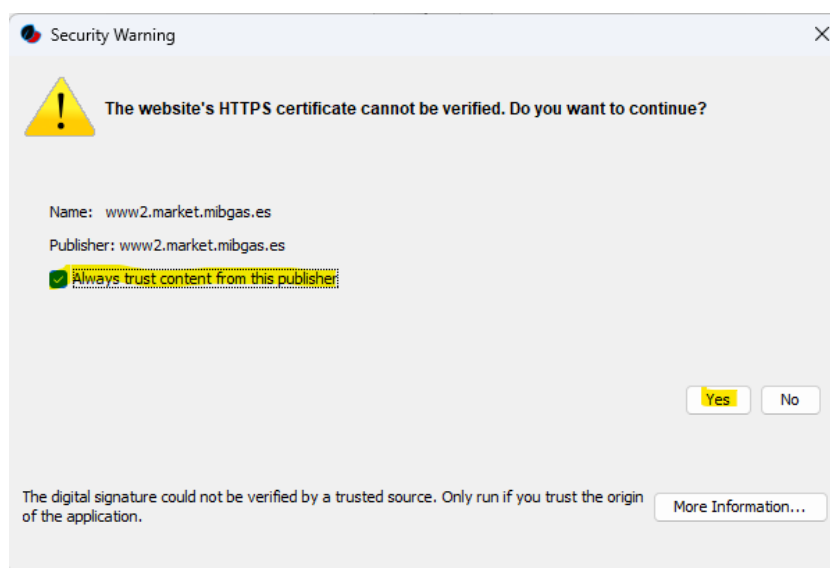 Security Warning
The website's HTTPS certificate cannot be verified. Do you want to continue?
Name: www2.market.mibgas.es
Publisher: www2.market.mibgas.es
Always trust content from this publisher
Yes No
The digital signature could not be verified by a trusted source. Only run if you trust the origin
of the application.
More Information...